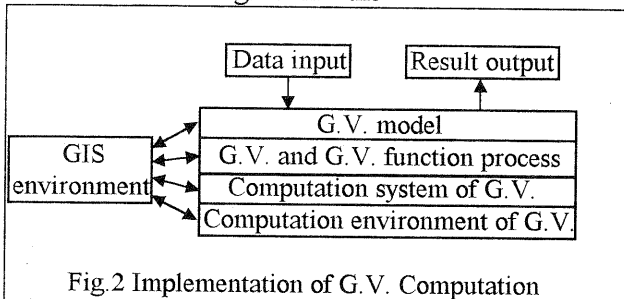 Data input
Result output
G.V. model
G.V. and G.V. function process
Computation system of G.V.
Computation environment of G.V.
GIS
environment
Fig.2 Implementation of G.V. Computation